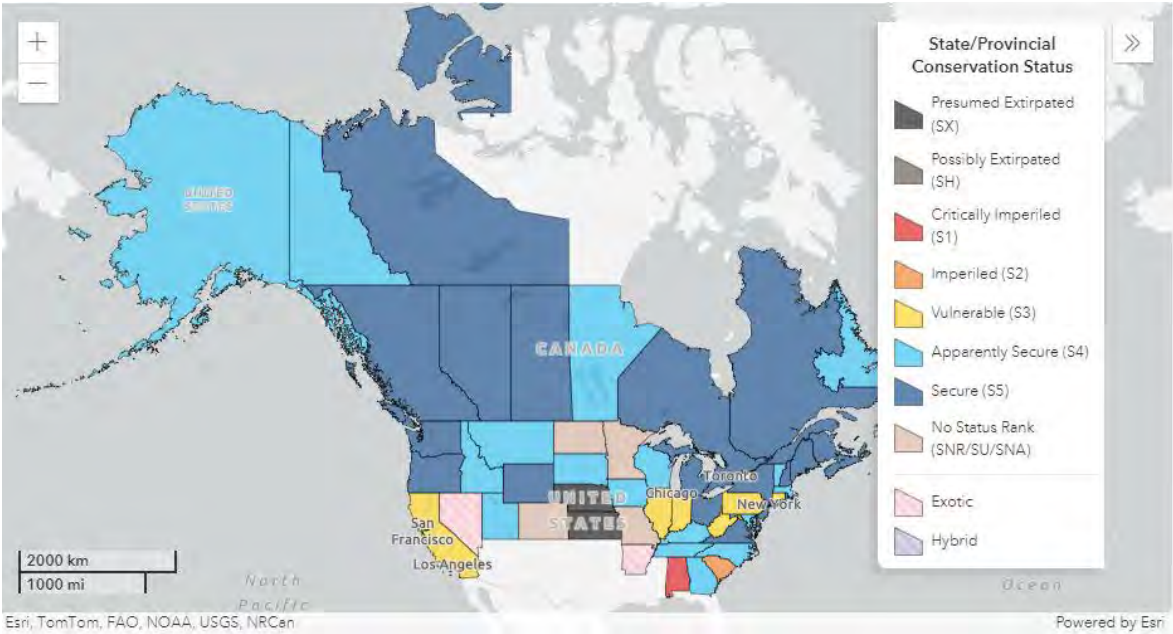 +
−
State/Provincial
Conservation Status
Presumed Extirpated
(SX)
Possibly Extirpated
(SH)
Critically Imperiled
(S1)
Imperiled (S2)
Vulnerable (S3)
Apparently Secure (S4)
Secure (S5)
No Status Rank
(SNR/SU/SNA)
Exotic
Hybrid
UNITED
STATES
CANADA
Toronto
Chicago
New York
UNITED
STATES
San
Francisco
Los Angeles
2000 km
1000 mi
North
Pacific
Ocean
Esri, TomTom, FAO, NOAA, USGS, NRCan
Powered by Esri